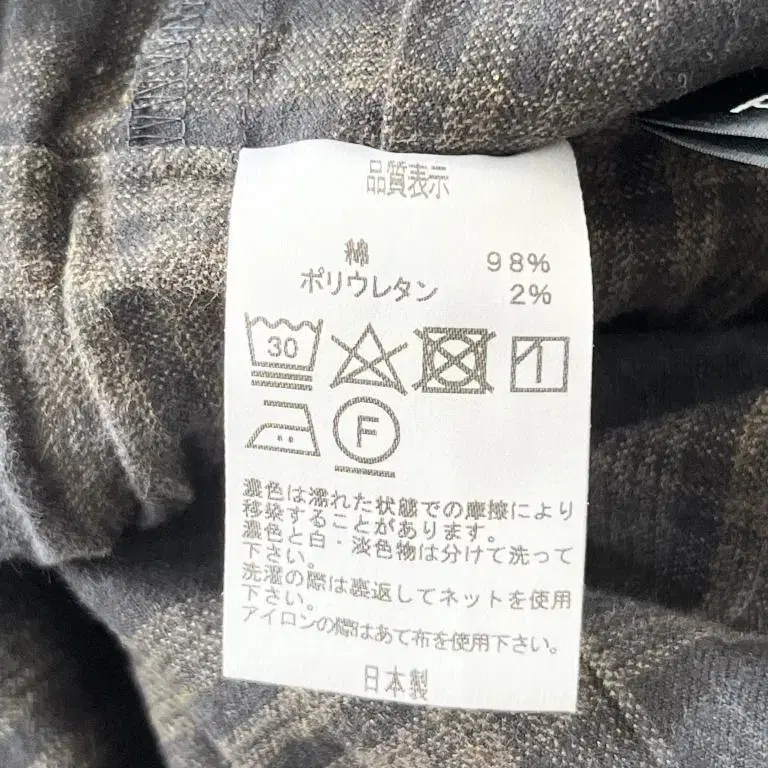 品質表示
綿 98%
ポリウレタン 2%
30
F
濃色は濡れた状態での摩擦により
移染することがあります。
濃色と白・淡色物は分けて洗って
下さい。
洗濯の際は裏返してネットを使用
下さい。
アイロンの際はあて布を使用下さい。
日本製